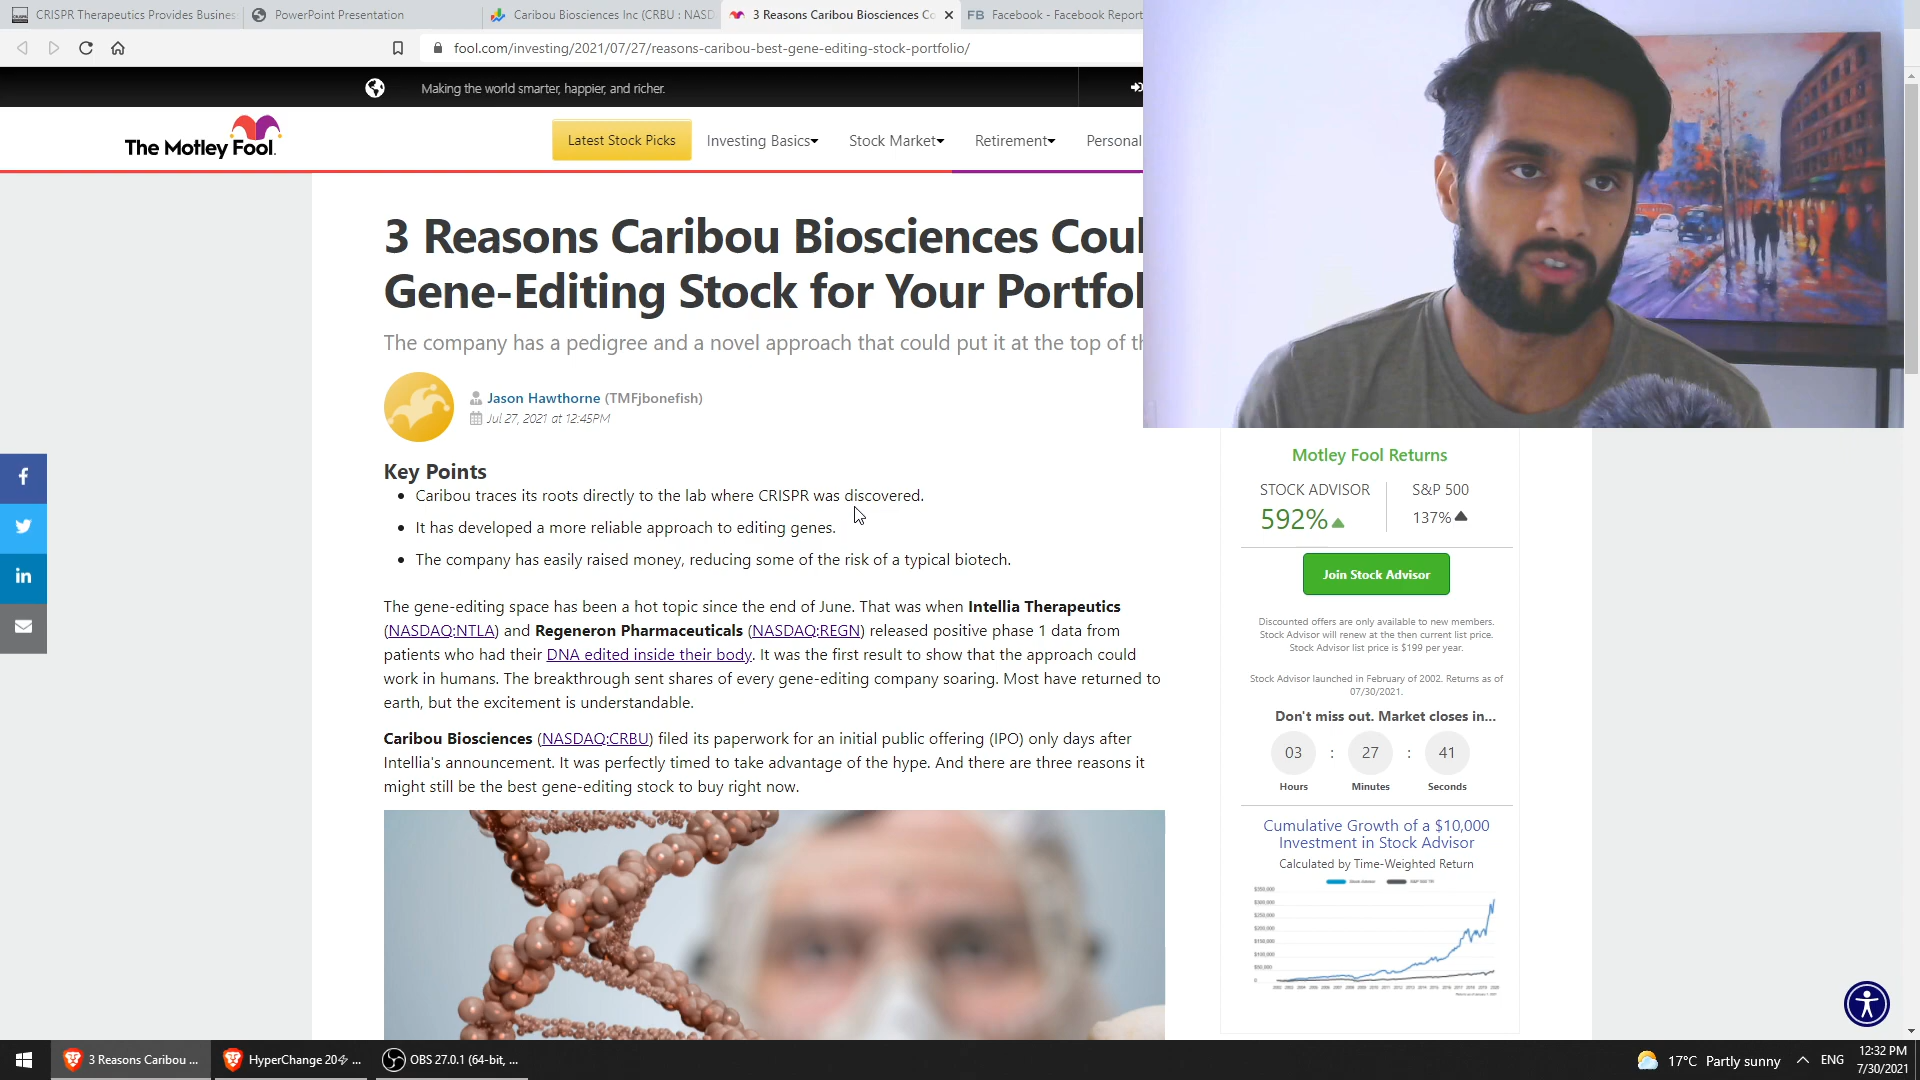 CRISPR Therapeutics Provides Busines
PowerPoint Presentation
Caribou Biosciences Inc (CRBU : NASD
3 Reasons Caribou Biosciences Co
FB Facebook - Facebook Report
fool.com/investing/2021/07/27/reasons-caribou-best-gene-editing-stock-portfolio/
Making the world smarter, happier, and richer.
The Motley Fool.
Latest Stock Picks
Investing Basics
Stock Market
Retirement
Personal
3 Reasons Caribou Biosciences Coul
Gene-Editing Stock for Your Portfol
The company has a pedigree and a novel approach that could put it at the top of th
Jason Hawthorne (TMFjbonefish)
Jul 27, 2021 at 12:45PM
Key Points
• Caribou traces its roots directly to the lab where CRISPR was discovered.
• It has developed a more reliable approach to editing genes.
• The company has easily raised money, reducing some of the risk of a typical biotech.
The gene-editing space has been a hot topic since the end of June. That was when Intellia Therapeutics
(NASDAQ:NTLA) and Regeneron Pharmaceuticals (NASDAQ:REGN) released positive phase 1 data from
patients who had their DNA edited inside their body. It was the first result to show that the approach could
work in humans. The breakthrough sent shares of every gene-editing company soaring. Most have returned to
earth, but the excitement is understandable.
Caribou Biosciences (NASDAQ:CRBU) filed its paperwork for an initial public offering (IPO) only days after
Intellia's announcement. It was perfectly timed to take advantage of the hype. And there are three reasons it
might still be the best gene-editing stock to buy right now.
Motley Fool Returns
STOCK ADVISOR
S&P 500
592%
137%
Join Stock Advisor
Discounted offers are only available to new members.
Stock Advisor will renew at the then current list price.
Stock Advisor list price is $199 per year.
Stock Advisor launched in February of 2002. Returns as of
07/30/2021.
Don't miss out. Market closes in...
03 : 27 : 41
Hours Minutes Seconds
Cumulative Growth of a $10,000
Investment in Stock Advisor
Calculated by Time-Weighted Return
3 Reasons Caribou ...
HyperChange 20⚡ ...
OBS 27.0.1 (64-bit, ...
17°C Partly sunny
ENG
12:32 PM
7/30/2021